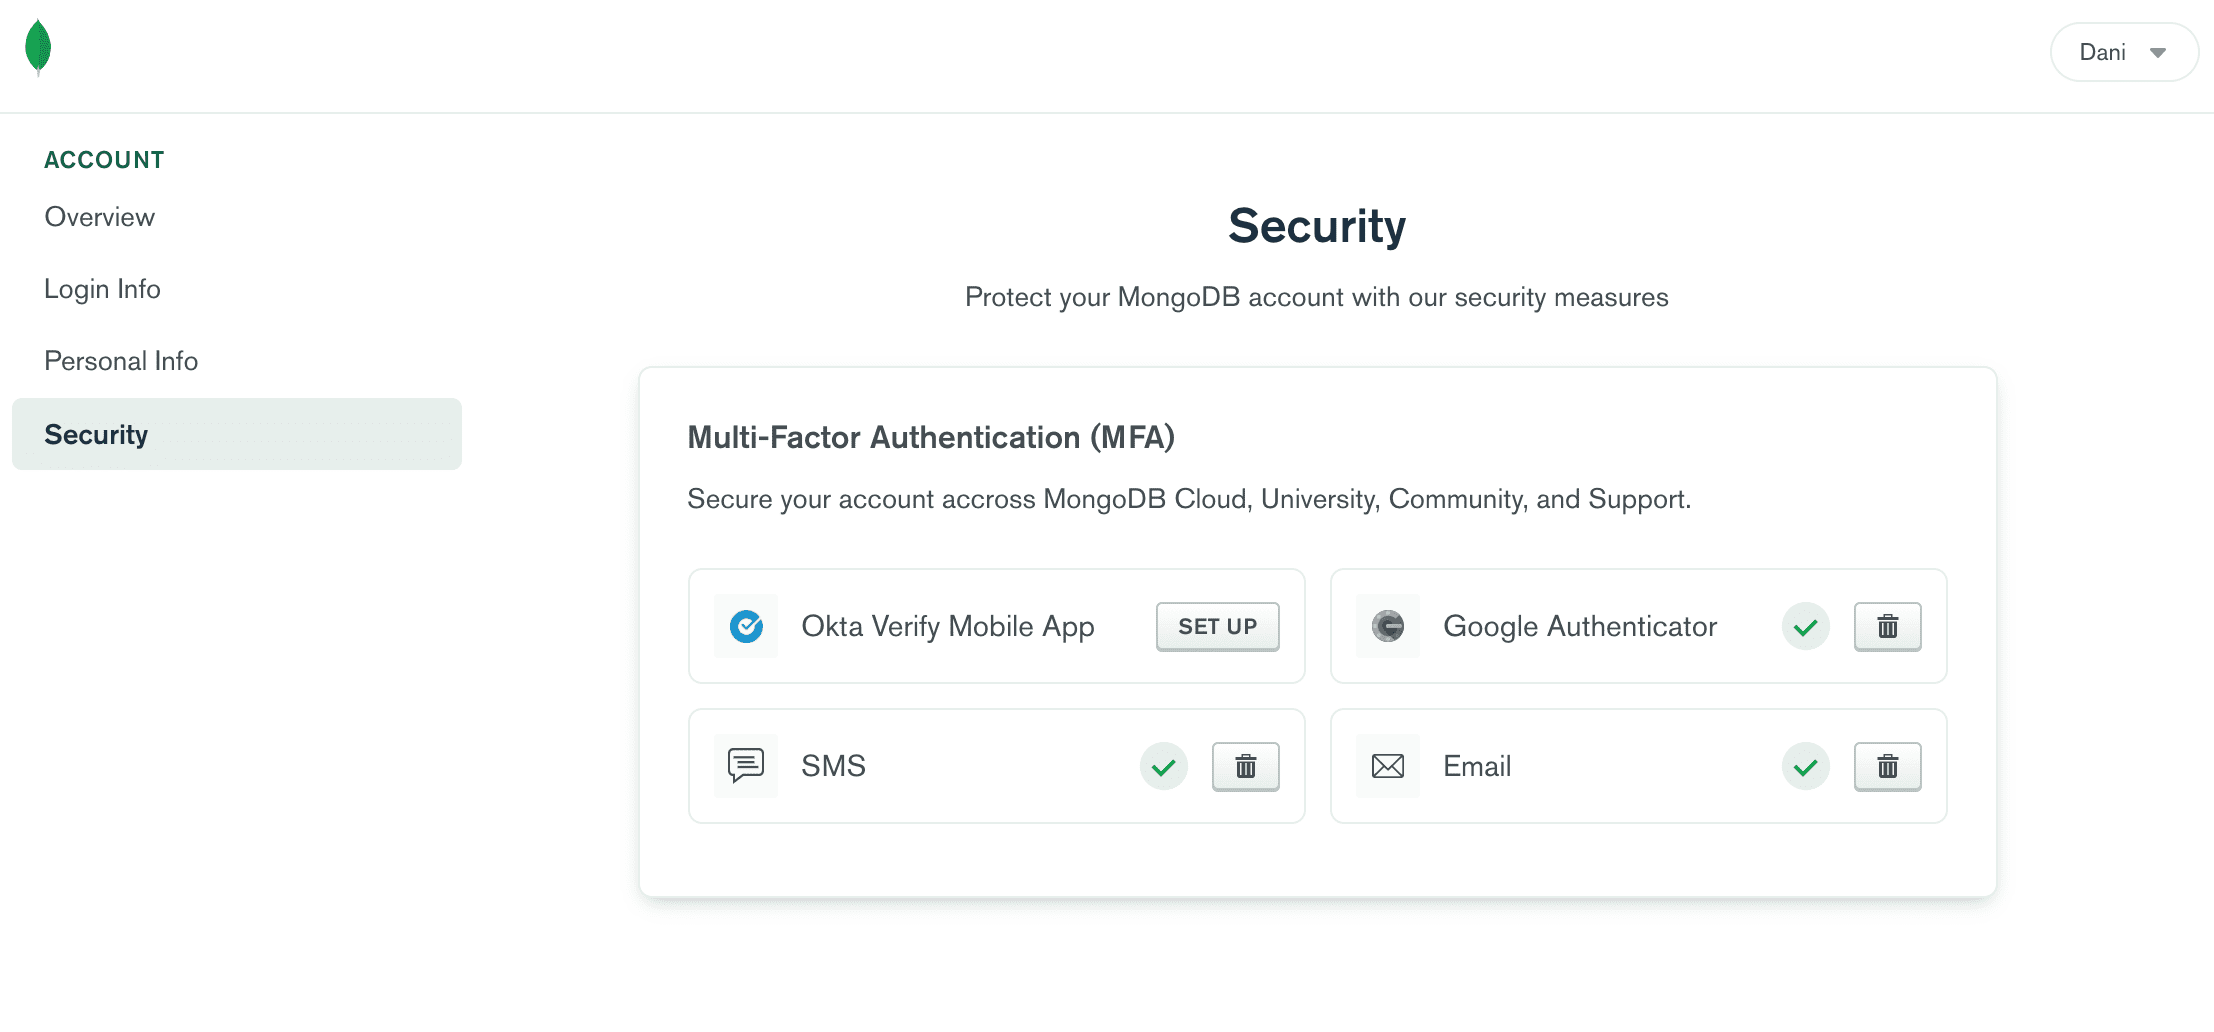 Dani
ACCOUNT
Overview
Login Info
Personal Info
Security
Security
Protect your MongoDB account with our security measures
Multi-Factor Authentication (MFA)
Secure your account accross MongoDB Cloud, University, Community, and Support.
Okta Verify Mobile App
SET UP
Google Authenticator
SMS
Email